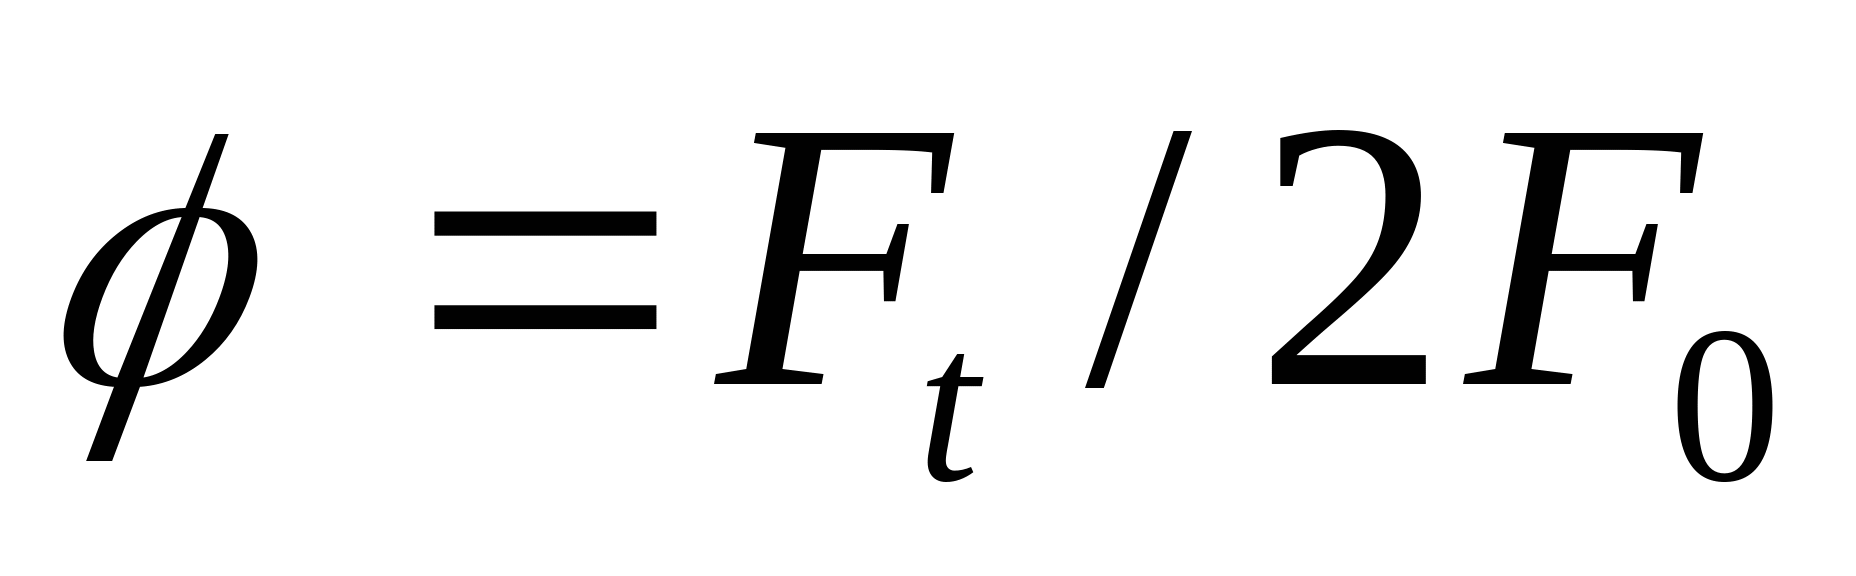 ϕ = F_t / 2F_0